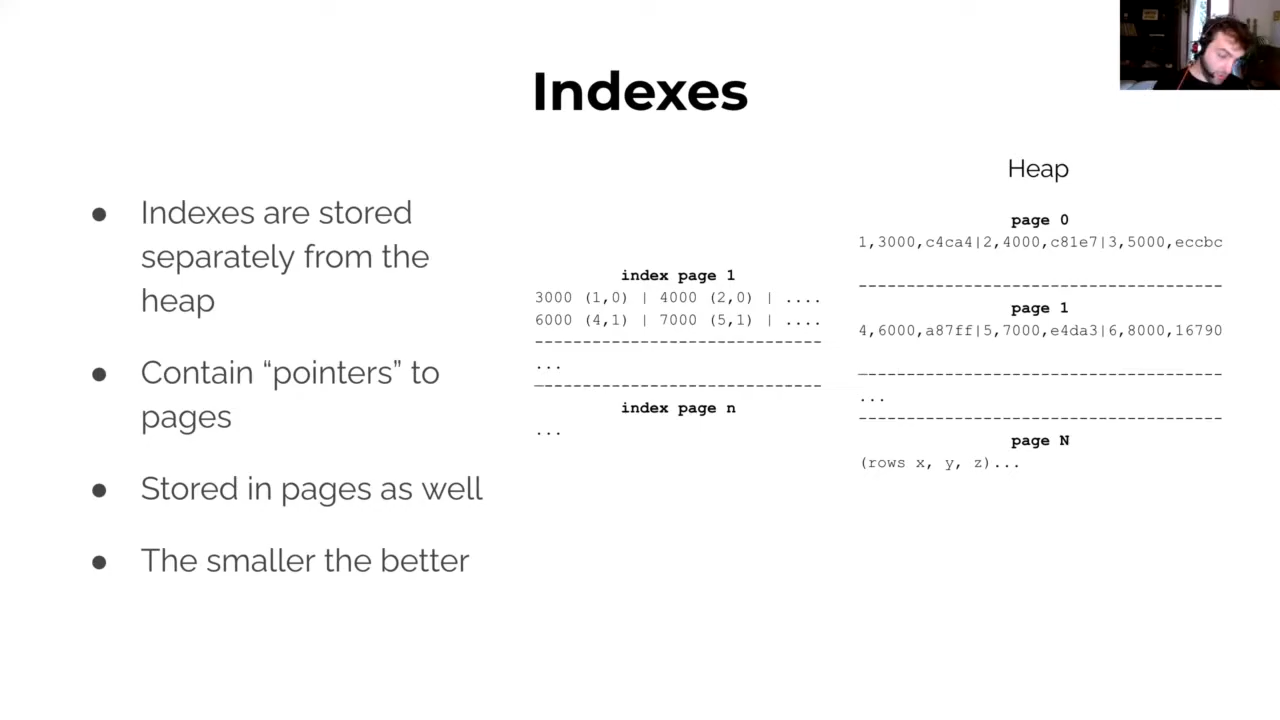 Indexes
● Indexes are stored
separately from the
heap
● Contain “pointers” to
pages
● Stored in pages as well
● The smaller the better
index page 1
3000 (1,0) | 4000 (2,0) | ....
6000 (4,1) | 7000 (5,1) | ....
------------------------------
...
------------------------------
index page n
...
Heap
page 0
1,3000,c4ca4|2,4000,c81e7|3,5000,eccbc
--------------------------------------
page 1
4,6000,a87ff|5,7000,e4da3|6,8000,16790
--------------------------------------
...
--------------------------------------
page N
(rows x, y, z)...